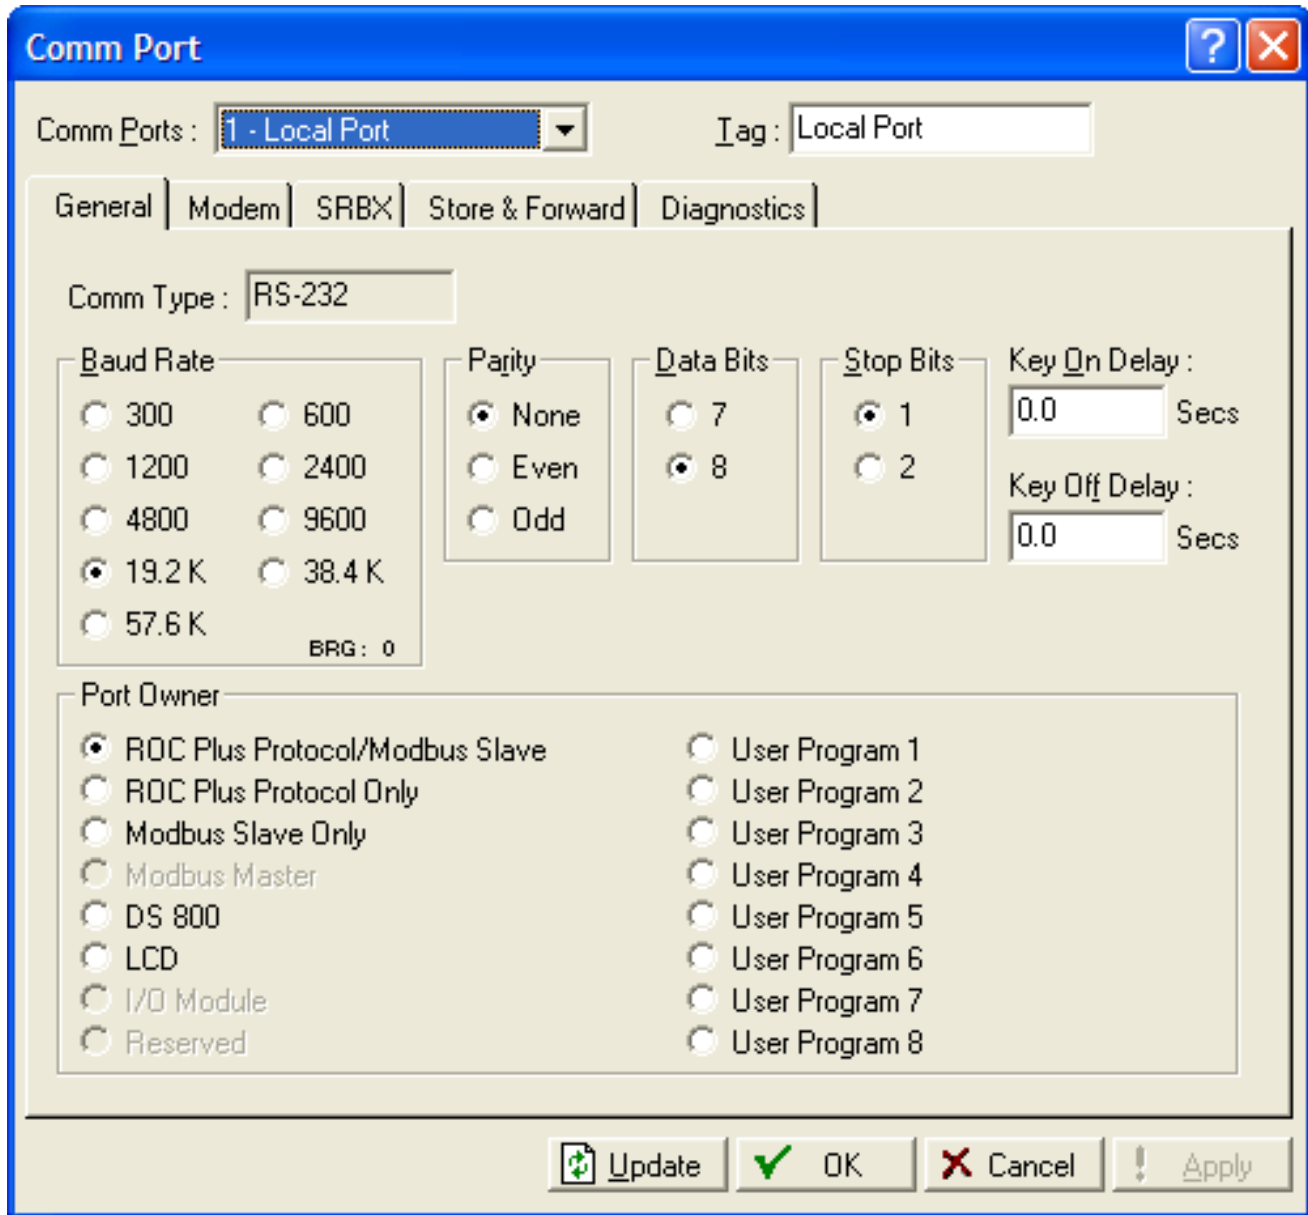 Comm Port
Comm Ports : 1 - Local Port Tag : Local Port
General Modem SRBX Store & Forward Diagnostics
Comm Type : RS-232
Baud Rate
300 600
1200 2400
4800 9600
19.2 K 38.4 K
57.6 K
BRG : 0
Parity
None
Even
Odd
Data Bits
7
8
Stop Bits
1
2
Key On Delay :
0.0 Secs
Key Off Delay :
0.0 Secs
Port Owner
ROC Plus Protocol/Modbus Slave
ROC Plus Protocol Only
Modbus Slave Only
Modbus Master
DS 800
LCD
I/O Module
Reserved
User Program 1
User Program 2
User Program 3
User Program 4
User Program 5
User Program 6
User Program 7
User Program 8
Update OK Cancel Apply